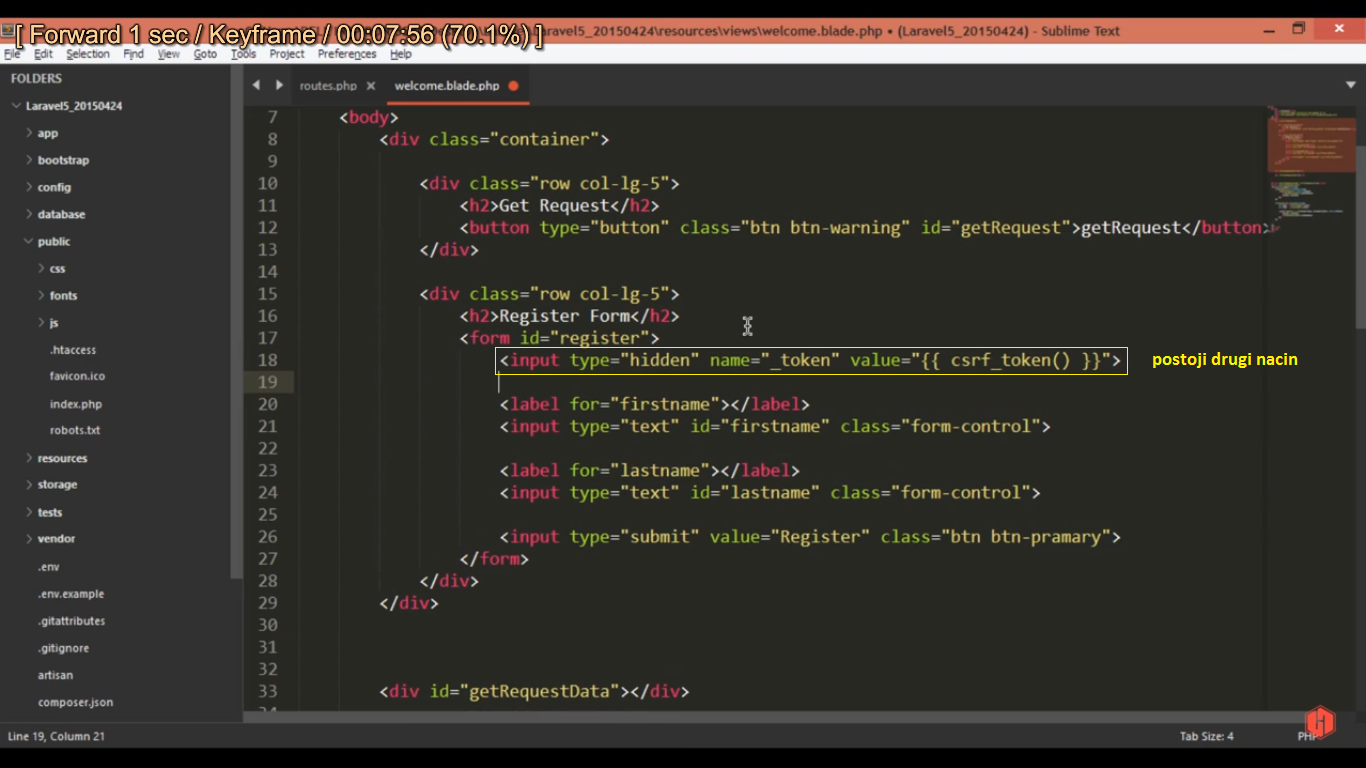 [ Forward 1 sec / Keyframe / 00:07:56 (70.1%) ]
aravel5_20150424\resources\views\welcome.blade.php • (Laravel5_20150424) - Sublime Text
File Edit Selection Find View Goto Tools Project Preferences Help
FOLDERS
Laravel5_20150424
app
bootstrap
config
database
public
css
fonts
js
.htaccess
favicon.ico
index.php
robots.txt
resources
storage
tests
vendor
.env
.env.example
.gitattributes
.gitignore
artisan
composer.json
routes.php
welcome.blade.php
7 <body>
8 <div class="container">
9
10 <div class="row col-lg-5">
11 <h2>Get Request</h2>
12 <button type="button" class="btn btn-warning" id="getRequest">getRequest</button>
13 </div>
14
15 <div class="row col-lg-5">
16 <h2>Register Form</h2>
17 <form id="register">
18 <input type="hidden" name="_token" value="{{ csrf_token() }}"> postoji drugi nacin
19
20 <label for="firstname"></label>
21 <input type="text" id="firstname" class="form-control">
22
23 <label for="lastname"></label>
24 <input type="text" id="lastname" class="form-control">
25
26 <input type="submit" value="Register" class="btn btn-pramary">
27 </form>
28 </div>
29 </div>
30
31
32
33 <div id="getRequestData"></div>
Line 19, Column 21
Tab Size: 4